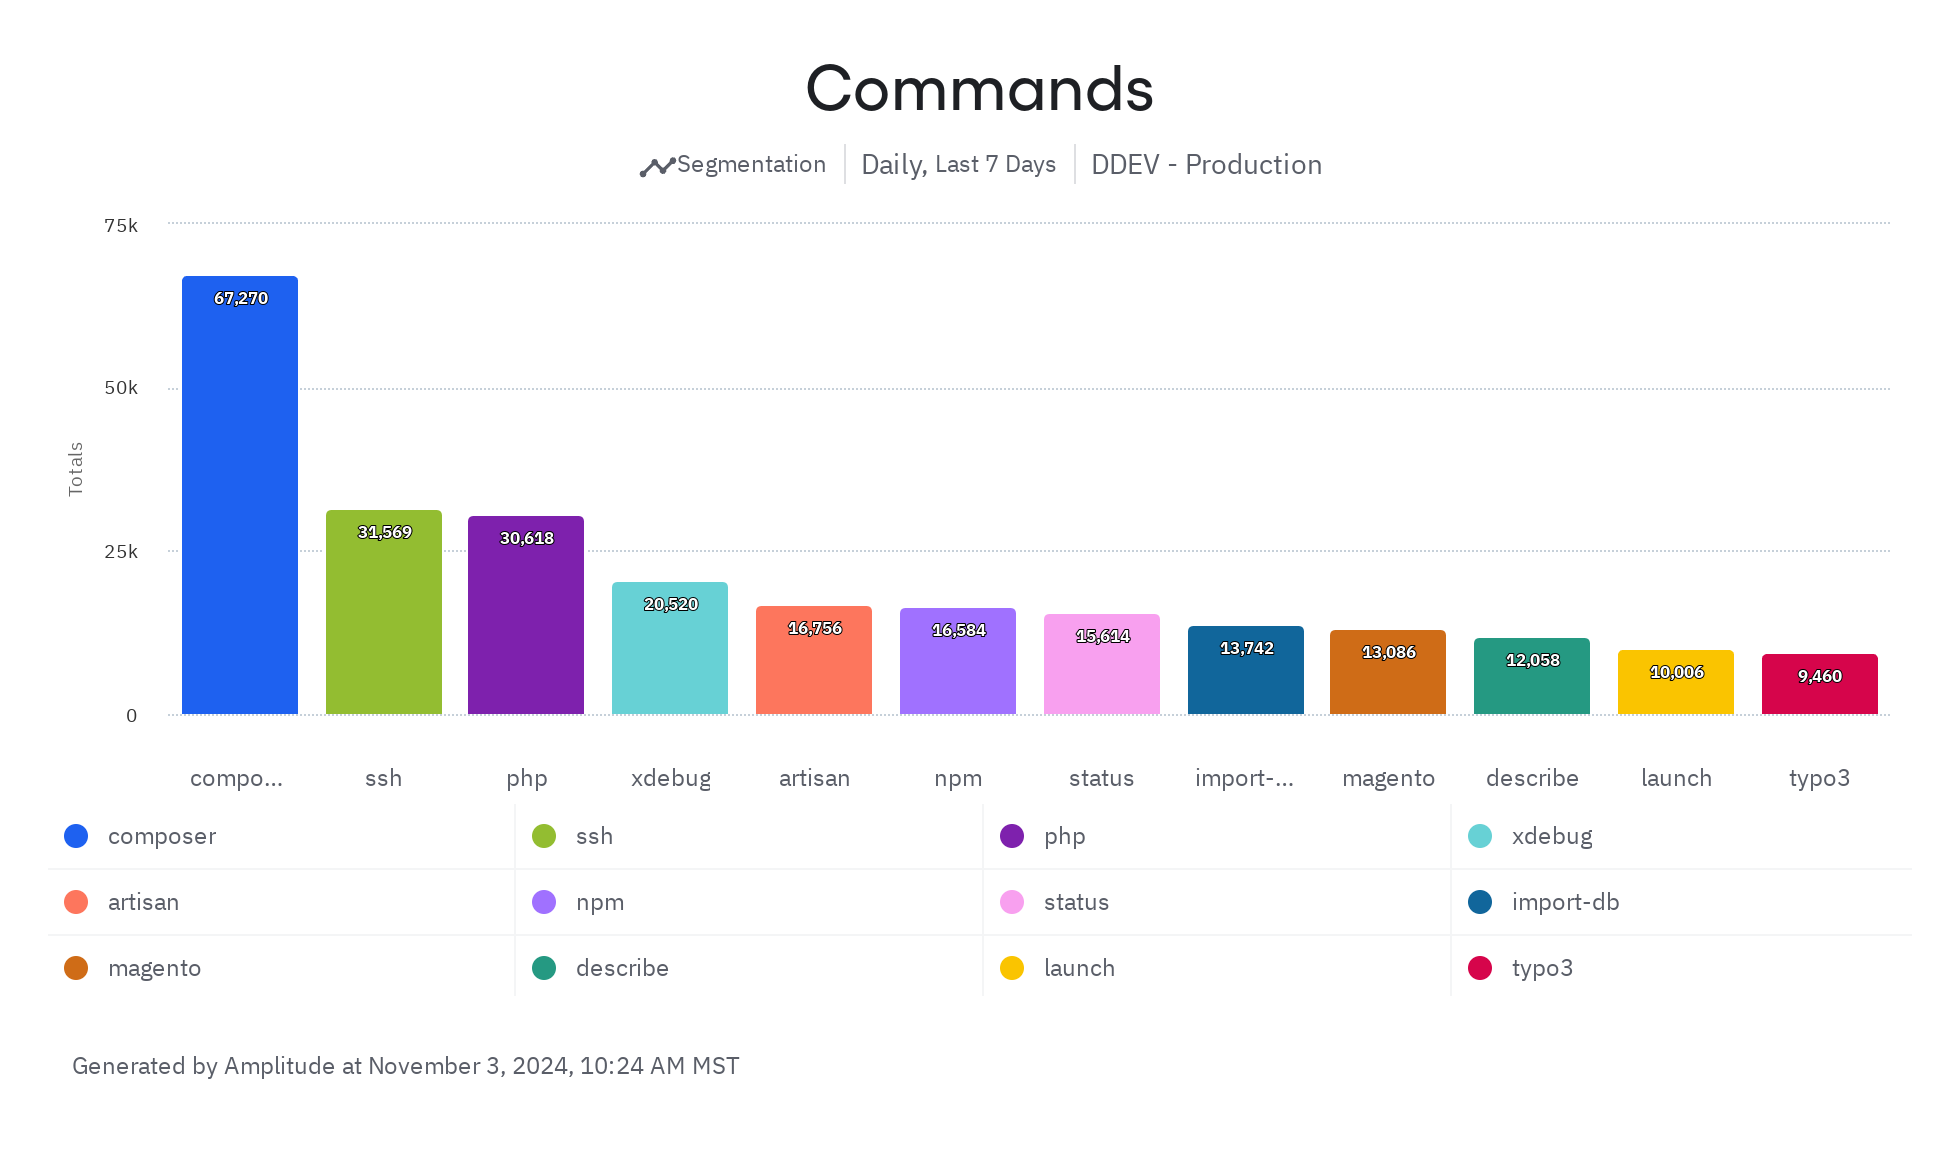 Commands
Segmentation Daily, Last 7 Days DDEV - Production
75k
50k
25k
0
Totals
67,270
31,569
30,618
20,520
16,756
16,584
15,614
13,742
13,086
12,058
10,006
9,460
compo... ssh php xdebug artisan npm status import-... magento describe launch typo3
composer ssh php xdebug
artisan npm status import-db
magento describe launch typo3
Generated by Amplitude at November 3, 2024, 10:24 AM MST